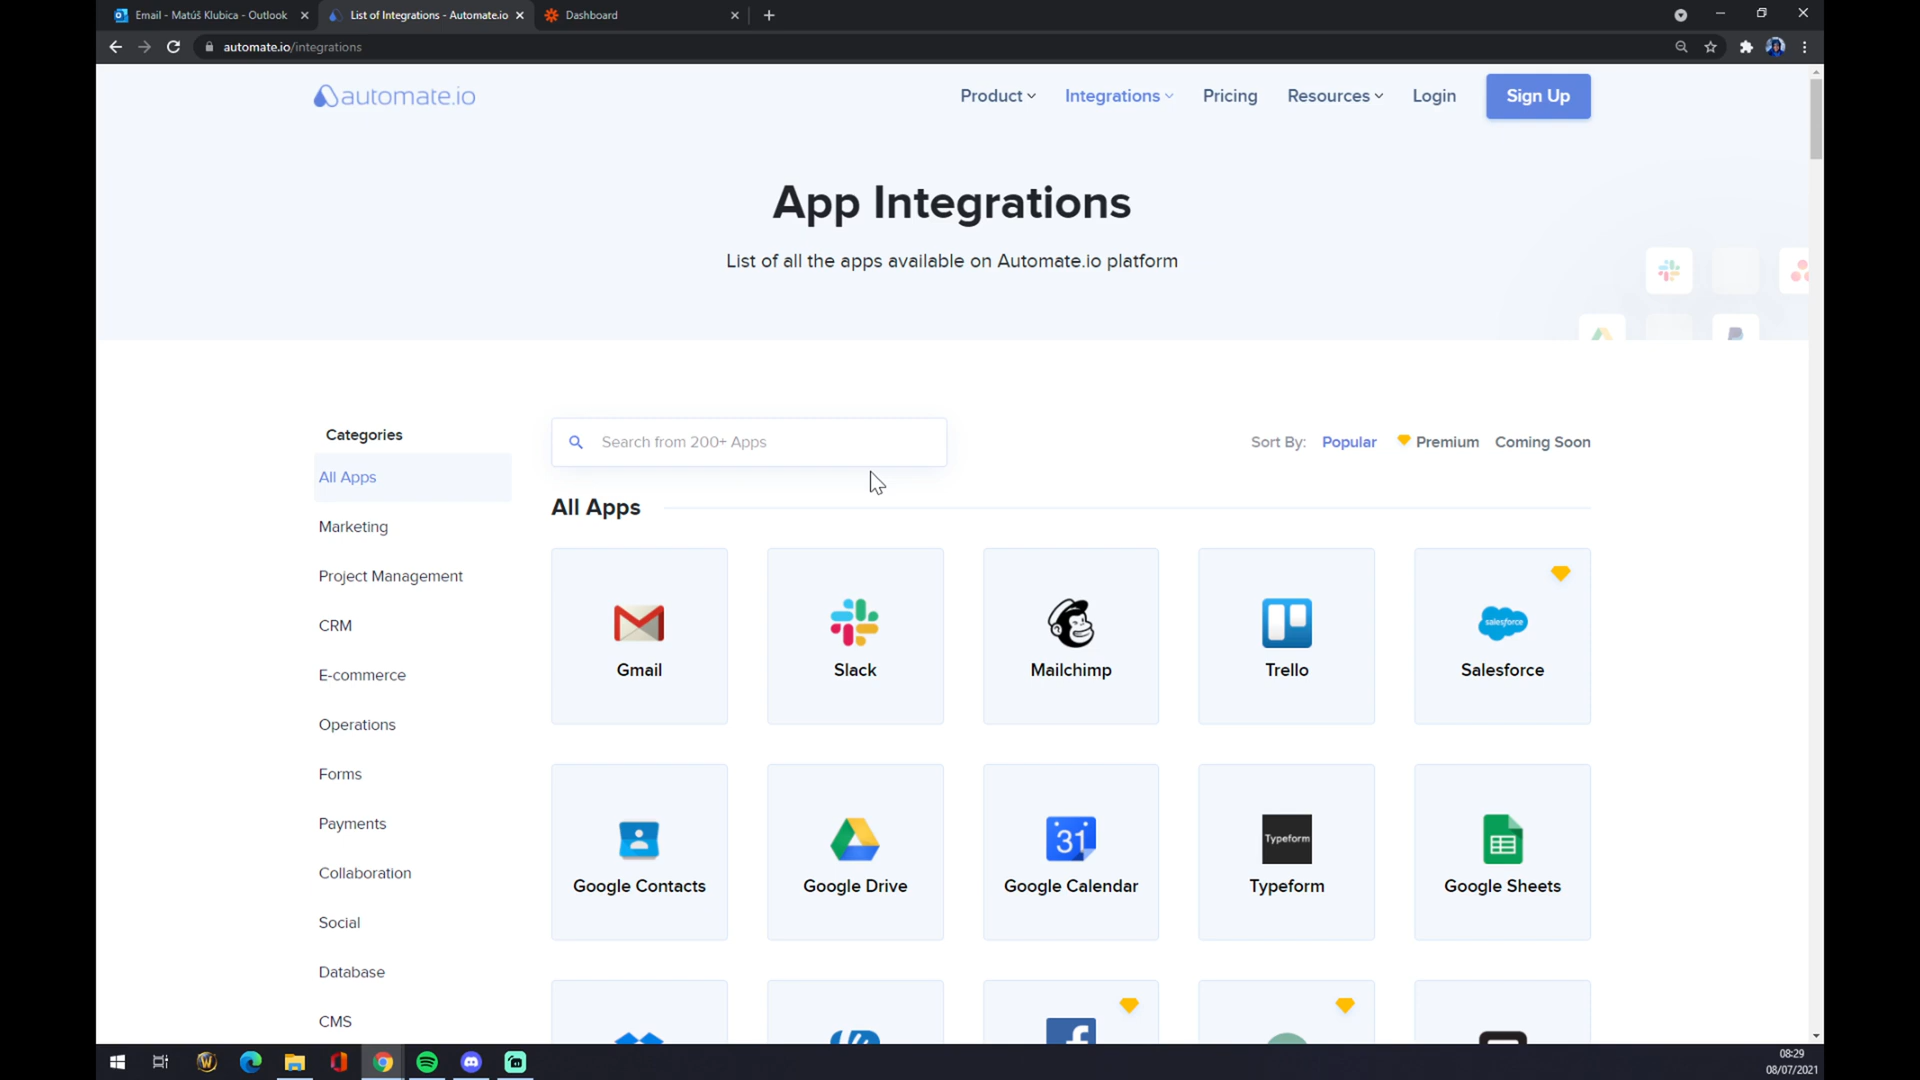 Email - Matúš Klubica - Outlook
List of Integrations - Automate.io
Dashboard
automate.io/integrations
automate.io
Product
Integrations
Pricing
Resources
Login
Sign Up
App Integrations
List of all the apps available on Automate.io platform
Categories
All Apps
Marketing
Project Management
CRM
E-commerce
Operations
Forms
Payments
Collaboration
Social
Database
CMS
Search from 200+ Apps
Sort By: Popular Premium Coming Soon
All Apps
Gmail
Slack
Mailchimp
Trello
salesforce
Salesforce
Google Contacts
Google Drive
31
Google Calendar
Typeform
Typeform
Google Sheets
08:29
08/07/2021